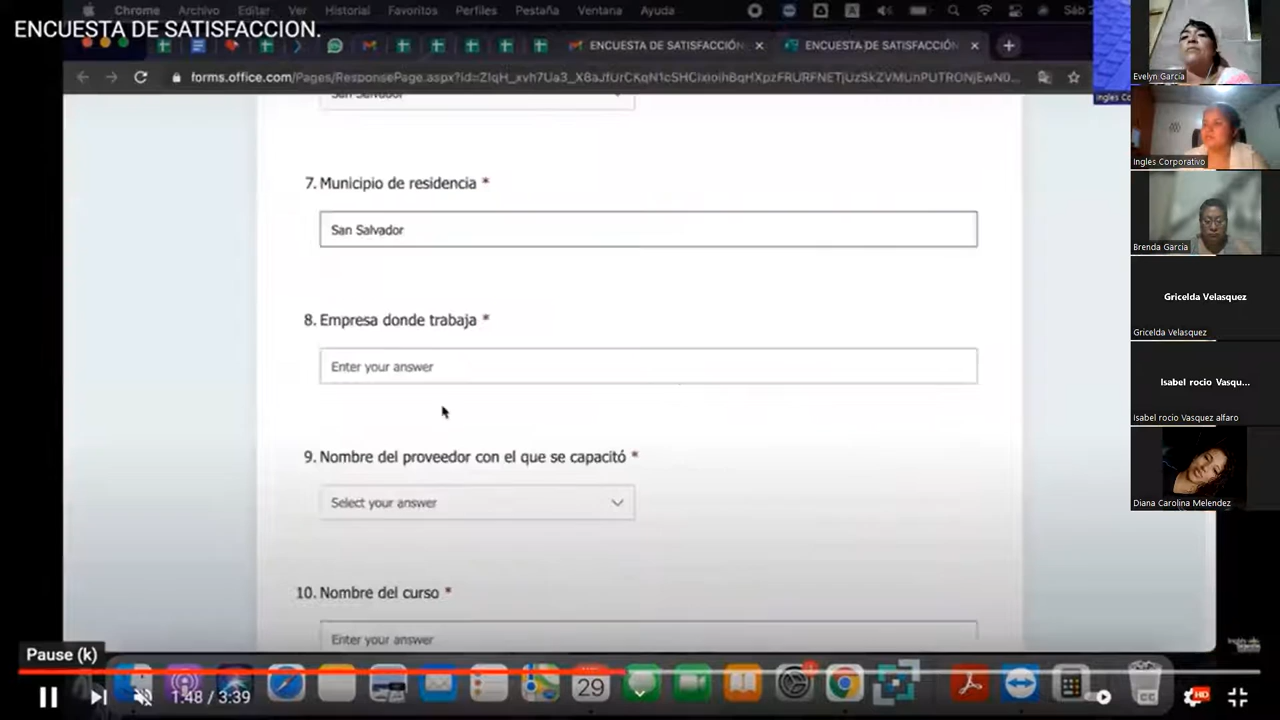 Chrome Archivo Editar Ver Historial Favoritos Perfiles Pestaña Ventana Ayuda
ENCUESTA DE SATISFACCION.
ENCUESTA DE SATISFACCIÓN
ENCUESTA DE SATISFACCIÓN
San Salvador
7. Municipio de residencia *
San Salvador
8. Empresa donde trabaja *
Enter your answer
9. Nombre del proveedor con el que se capacitó *
Select your answer
10. Nombre del curso *
Enter your answer
Pause (k)
1:48 / 3:39
29
HD
Evelyn García
Ingles Corporativo
Brenda Garcia
Gricelda Velasquez
Gricelda Velasquez
Isabel rocio Vasqu...
Isabel rocio Vasquez alfaro
Diana Carolina Melendez